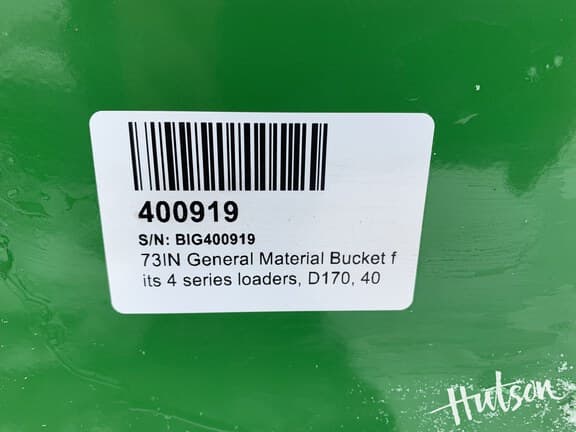 400919
S/N: BIG400919
73IN General Material Bucket f
its 4 series loaders, D170, 40
Hutson